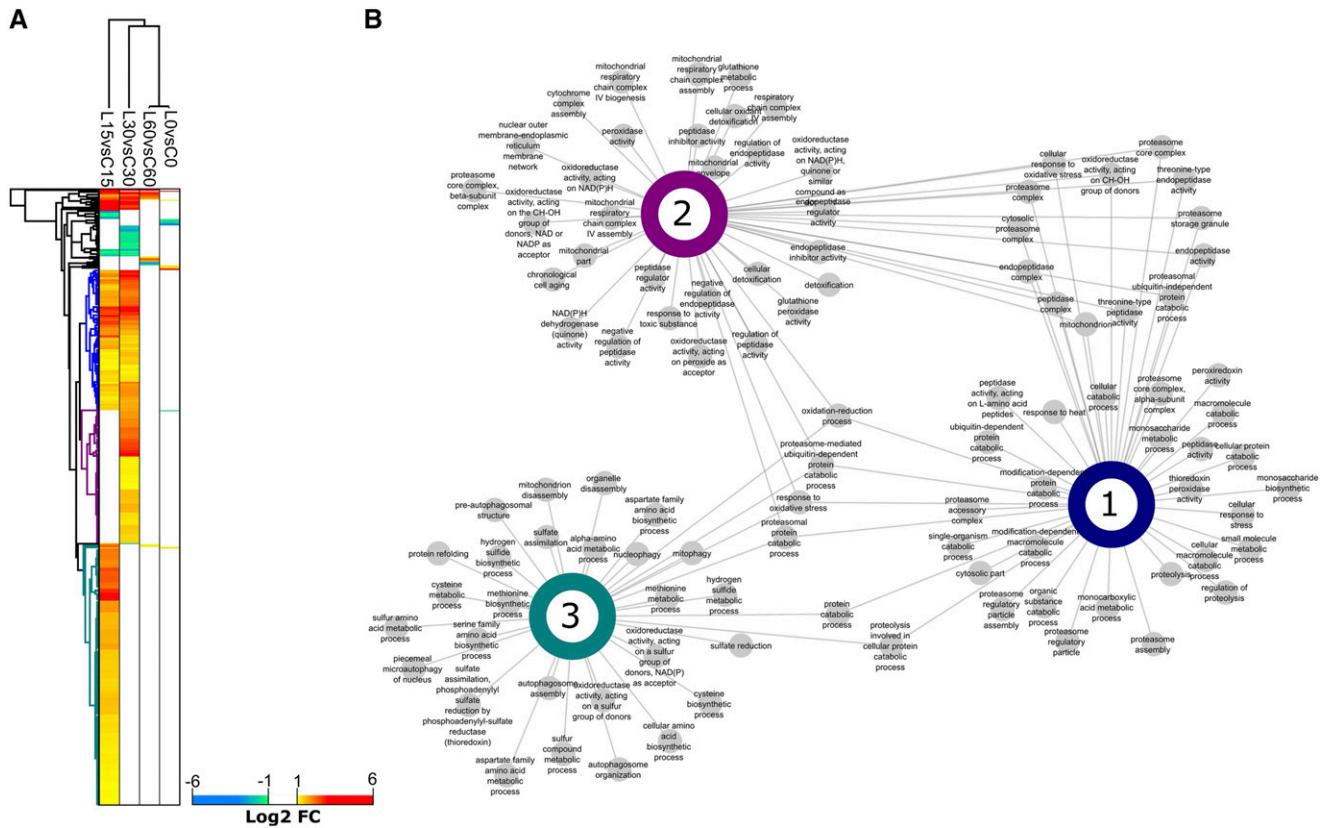 A
B
L15vsC15
L30vsC30
L60vsC60
L0vsC0
-6
-1
1
6
Log2 FC
mitochondrial
respiratory
chain complex
IV biogenesis
mitochondrial
respiratory
chain complex
assembly
glutathione
metabolic
process
cytochrome
complex
assembly
cellular oxidant
detoxification
respiratory
chain complex
IV assembly
nuclear outer
membrane-endoplasmic
reticulum
membrane
network
peroxidase
activity
peptidase
inhibitor activity
regulation of
endopeptidase
activity
mitochondrial
envelope
oxidoreductase
activity, acting
on NAD(P)H,
quinone or
similar
compound as
endopeptidase
regulator
activity
proteasome
core complex,
beta-subunit
complex
oxidoreductase
activity, acting
on NAD(P)H
oxidoreductase
activity, acting
on the CH-OH
group of
donors, NAD or
NADP as
acceptor
mitochondrial
respiratory
chain complex
IV assembly
2
mitochondrial
part
chronological
cell aging
peptidase
regulator
activity
negative
regulation of
endopeptidase
activity
cellular
detoxification
endopeptidase
inhibitor activity
detoxification
NAD(P)H
dehydrogenase
(quinone)
activity
negative
regulation of
peptidase
activity
response to
toxic substance
oxidoreductase
activity, acting
on peroxide as
acceptor
glutathione
peroxidase
activity
regulation of
peptidase
activity
cellular
response to
oxidative stress
proteasome
core complex
oxidoreductase
activity, acting
on CH-OH
group of donors
threonine-type
endopeptidase
activity
proteasome
complex
proteasome
storage granule
cytosolic
proteasome
complex
endopeptidase
activity
endopeptidase
complex
proteasomal
ubiquitin-independent
protein
catabolic
process
peptidase
complex
threonine-type
peptidase
activity
mitochondrion
oxidation-reduction
process
proteasome-mediated
ubiquitin-dependent
protein
catabolic
process
response to
oxidative stress
proteasomal
protein
catabolic
process
peptidase
activity, acting
on L-amino acid
peptides
cellular
catabolic
process
proteasome
core complex,
alpha-subunit
complex
peroxiredoxin
activity
response to heat
macromolecule
catabolic
process
ubiquitin-dependent
protein
catabolic
process
monosaccharide
metabolic
process
peptidase
activity
cellular protein
catabolic
process
modification-dependent
protein
catabolic
process
1
thioredoxin
peroxidase
activity
monosaccharide
biosynthetic
process
proteasome
accessory
complex
cellular
response to
stress
single-organism
catabolic
process
modification-dependent
macromolecule
catabolic
process
cellular
macromolecule
catabolic
process
small molecule
metabolic
process
cytosolic part
proteolysis
regulation of
proteolysis
proteasome
regulatory
particle
assembly
organic
substance
catabolic
process
monocarboxylic
acid metabolic
process
proteasome
regulatory
particle
proteasome
assembly
protein
catabolic
process
proteolysis
involved in
cellular protein
catabolic
process
mitochondrion
disassembly
organelle
disassembly
pre-autophagosomal
structure
aspartate family
amino acid
biosynthetic
process
sulfate
assimilation
alpha-amino
acid metabolic
process
protein refolding
hydrogen
sulfide
biosynthetic
process
nucleophagy
mitophagy
cysteine
metabolic
process
methionine
biosynthetic
process
methionine
metabolic
process
hydrogen
sulfide
metabolic
process
3
sulfur amino
acid metabolic
process
serine family
amino acid
biosynthetic
process
oxidoreductase
activity, acting
on a sulfur
group of
donors, NAD(P)
as acceptor
sulfate reduction
piecemeal
microautophagy
of nucleus
sulfate
assimilation,
phosphoadenylyl
sulfate
reduction by
phosphoadenylyl-sulfate
reductase
(thioredoxin)
autophagosome
assembly
oxidoreductase
activity, acting
on a sulfur
group of donors
cysteine
biosynthetic
process
cellular amino
acid
biosynthetic
process
aspartate family
amino acid
metabolic
process
sulfur
compound
metabolic
process
autophagosome
organization